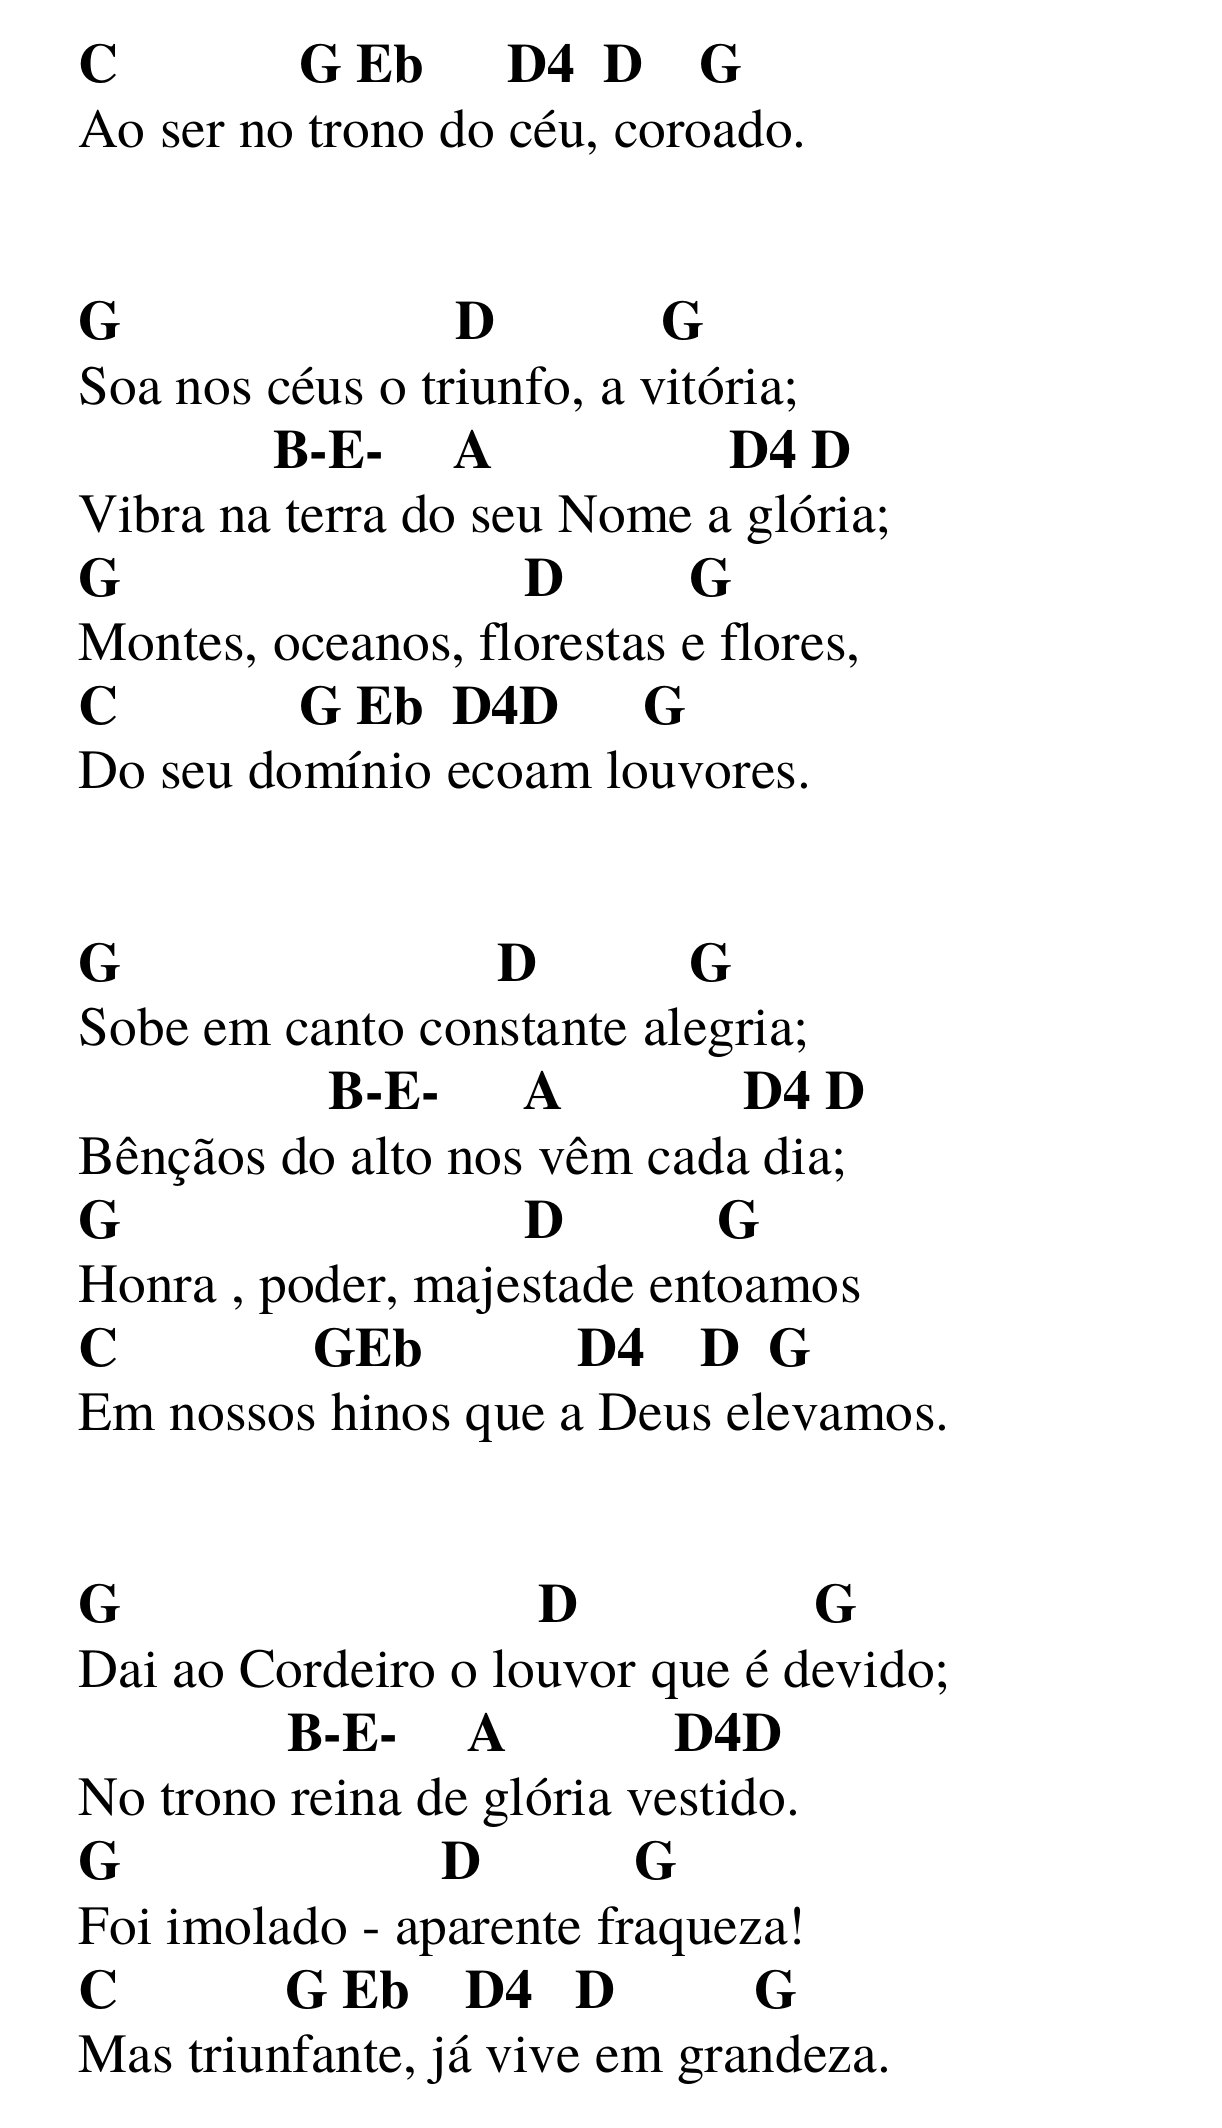 C G Eb D4 D G
Ao ser no trono do céu, coroado.
G D G
Soa nos céus o triunfo, a vitória;
B-E- A D4 D
Vibra na terra do seu Nome a glória;
G D G
Montes, oceanos, florestas e flores,
C G Eb D4D G
Do seu domínio ecoam louvores.
G D G
Sobe em canto constante alegria;
B-E- A D4 D
Bênçãos do alto nos vêm cada dia;
G D G
Honra , poder, majestade entoamos
C GEb D4 D G
Em nossos hinos que a Deus elevamos.
G D G
Dai ao Cordeiro o louvor que é devido;
B-E- A D4D
No trono reina de glória vestido.
G D G
Foi imolado - aparente fraqueza!
C G Eb D4 D G
Mas triunfante, já vive em grandeza.